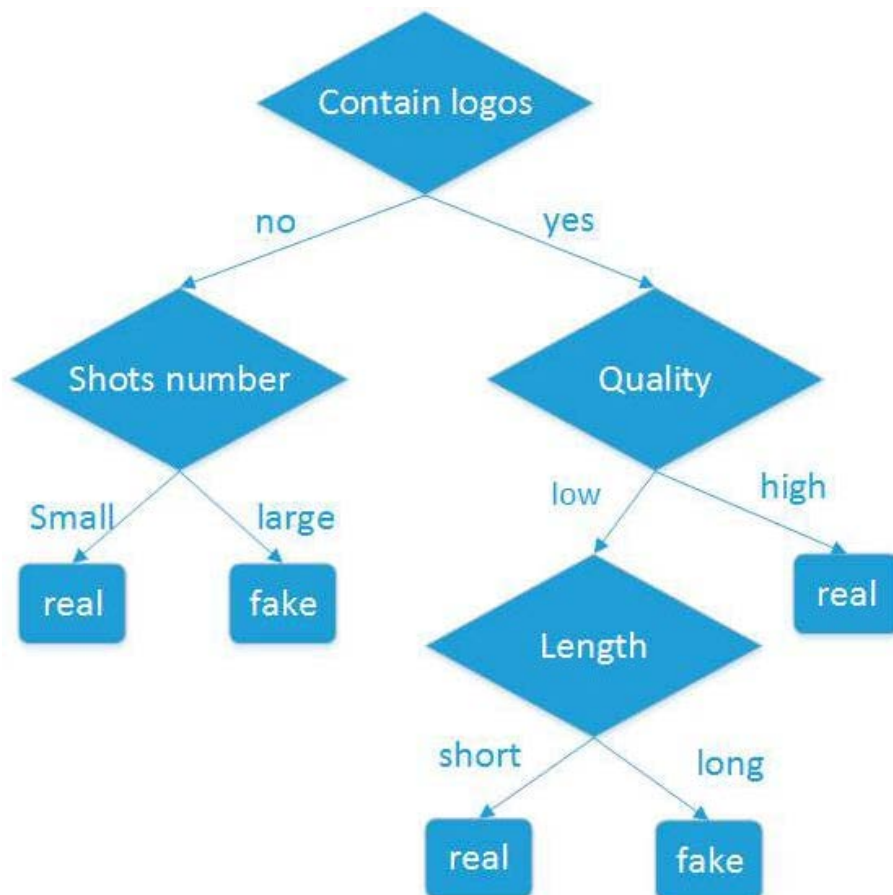 Contain logos
no
yes
Shots number
Quality
Small
large
low
high
real
fake
real
Length
short
long
real
fake